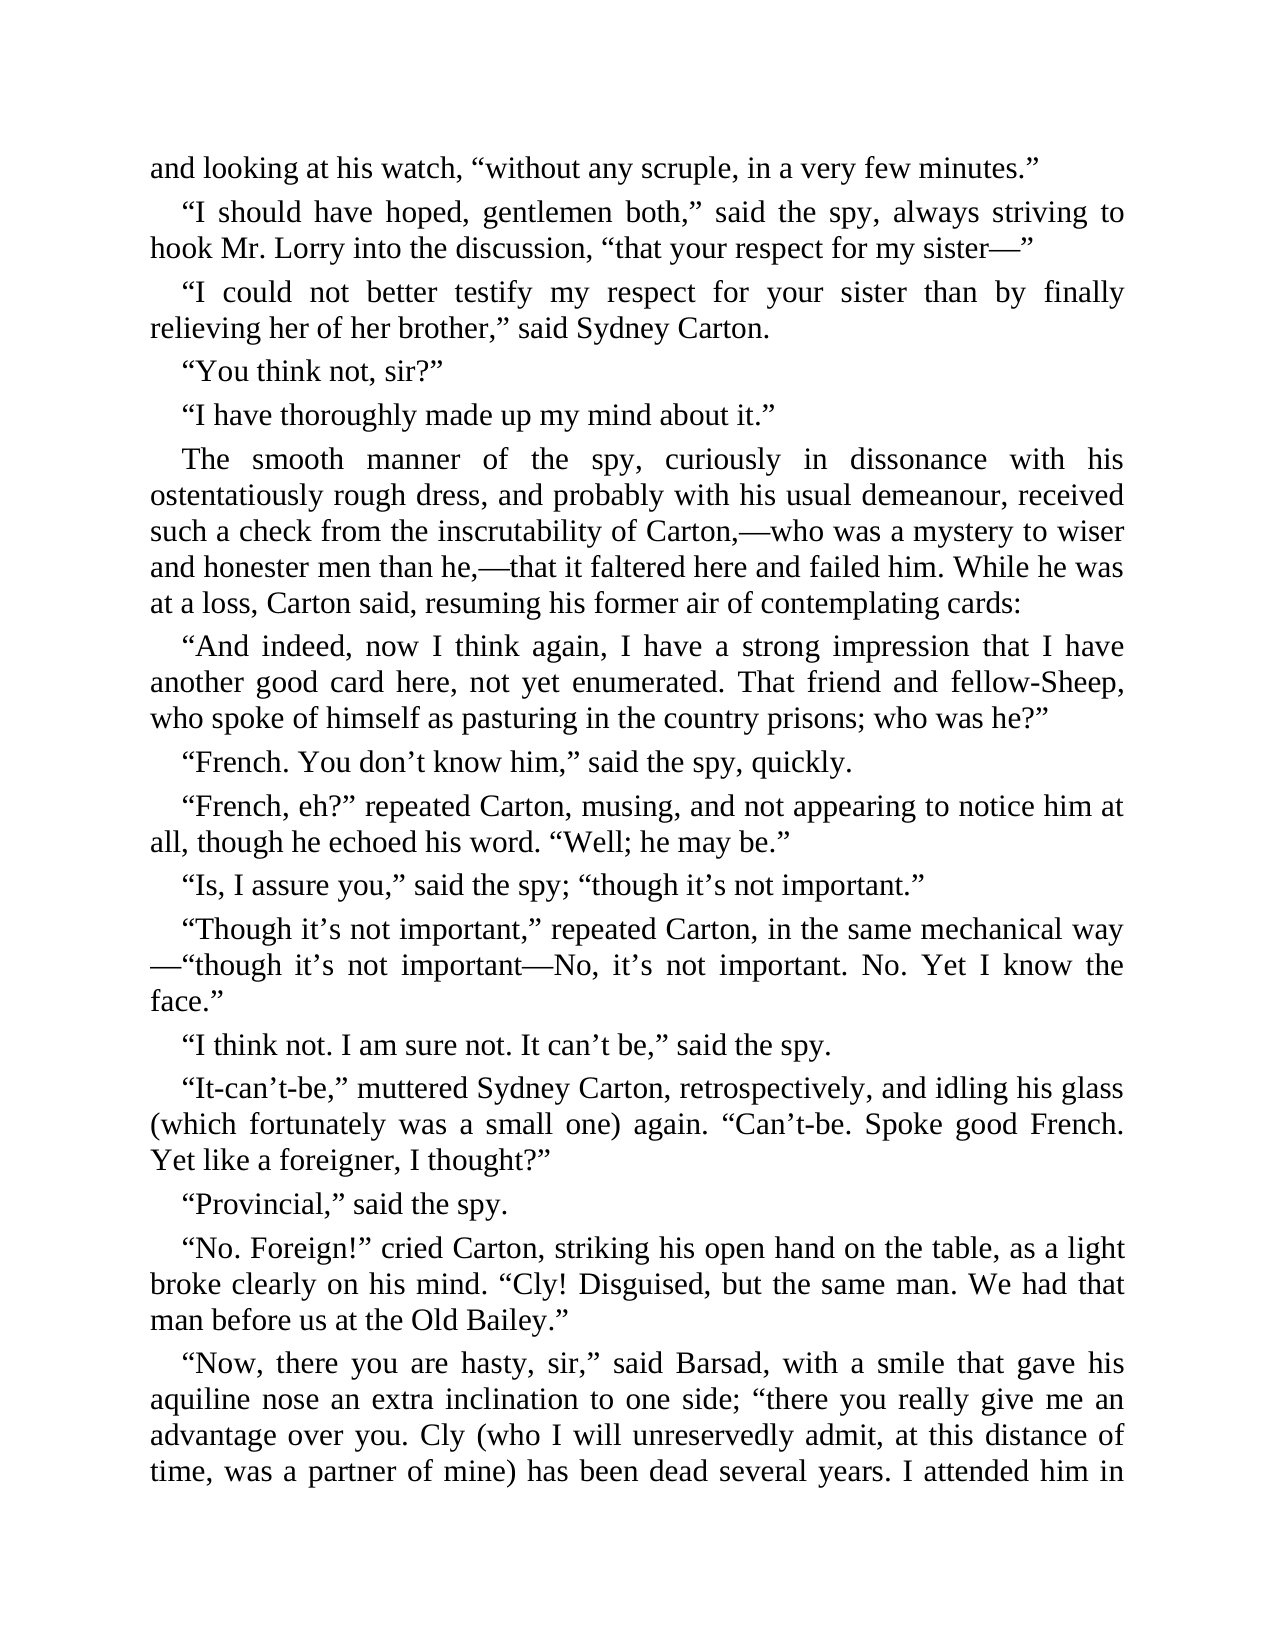 and looking at his watch, “without any scruple, in a very few minutes.”
“I should have hoped, gentlemen both,” said the spy, always striving to
hook Mr. Lorry into the discussion, “that your respect for my sister—”
“I could not better testify my respect for your sister than by finally
relieving her of her brother,” said Sydney Carton.
“You think not, sir?”
“I have thoroughly made up my mind about it.”
The smooth manner of the spy, curiously in dissonance with his
ostentatiously rough dress, and probably with his usual demeanour, received
such a check from the inscrutability of Carton,—who was a mystery to wiser
and honester men than he,—that it faltered here and failed him. While he was
at a loss, Carton said, resuming his former air of contemplating cards:
“And indeed, now I think again, I have a strong impression that I have
another good card here, not yet enumerated. That friend and fellow-Sheep,
who spoke of himself as pasturing in the country prisons; who was he?”
“French. You don’t know him,” said the spy, quickly.
“French, eh?” repeated Carton, musing, and not appearing to notice him at
all, though he echoed his word. “Well; he may be.”
“Is, I assure you,” said the spy; “though it’s not important.”
“Though it’s not important,” repeated Carton, in the same mechanical way
—“though it’s not important—No, it’s not important. No. Yet I know the
face.”
“I think not. I am sure not. It can’t be,” said the spy.
“It-can’t-be,” muttered Sydney Carton, retrospectively, and idling his glass
(which fortunately was a small one) again. “Can’t-be. Spoke good French.
Yet like a foreigner, I thought?”
“Provincial,” said the spy.
“No. Foreign!” cried Carton, striking his open hand on the table, as a light
broke clearly on his mind. “Cly! Disguised, but the same man. We had that
man before us at the Old Bailey.”
“Now, there you are hasty, sir,” said Barsad, with a smile that gave his
aquiline nose an extra inclination to one side; “there you really give me an
advantage over you. Cly (who I will unreservedly admit, at this distance of
time, was a partner of mine) has been dead several years. I attended him in